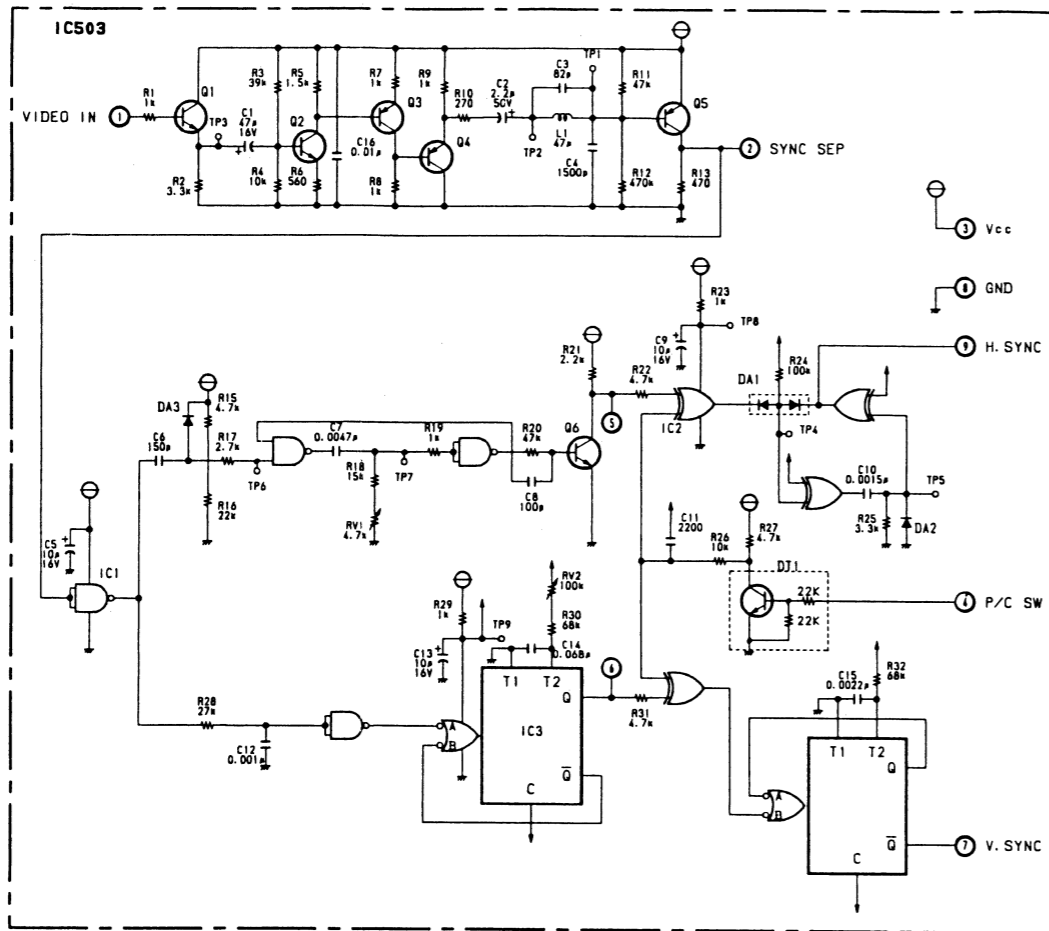 IC503
VIDEO IN
1
R1
1k
Q1
TP3
R2
3.3k
C1
47µ
16V
R3
39k
R4
10k
Q2
R5
1.5k
R6
560
C16
0.01µ
R7
1k
Q3
R8
1k
R9
1k
Q4
R10
270
C2
2.2µ
50V
C3
82p
TP1
TP2
L1
47µ
C4
1500p
R11
47k
R12
470k
Q5
R13
470
2
SYNC SEP
3
Vcc
8
GND
9
H. SYNC
DA3
R15
4.7k
C6
150p
R17
2.7k
TP6
R16
22k
C7
0.0047µ
R18
15k
RV1
4.7k
TP7
R19
1k
R20
47k
C8
100p
Q6
R21
2.2k
5
R22
4.7k
R23
1k
C9
10µ
16V
TP8
IC2
DA1
R24
100k
TP4
C10
0.0015µ
TP5
R25
3.3k
DA2
C5
10µ
16V
IC1
C11
2200
R26
10k
R27
4.7k
DT1
22K
22K
4
P/C SW
R28
27k
C12
0.001µ
R29
1k
C13
10µ
16V
TP9
RV2
100k
R30
68k
C14
0.068µ
A
B
T1
T2
Q
IC3
Q̅
C
6
R31
4.7k
C15
0.0022µ
R32
68k
A
B
T1
T2
Q
Q̅
C
7
V. SYNC